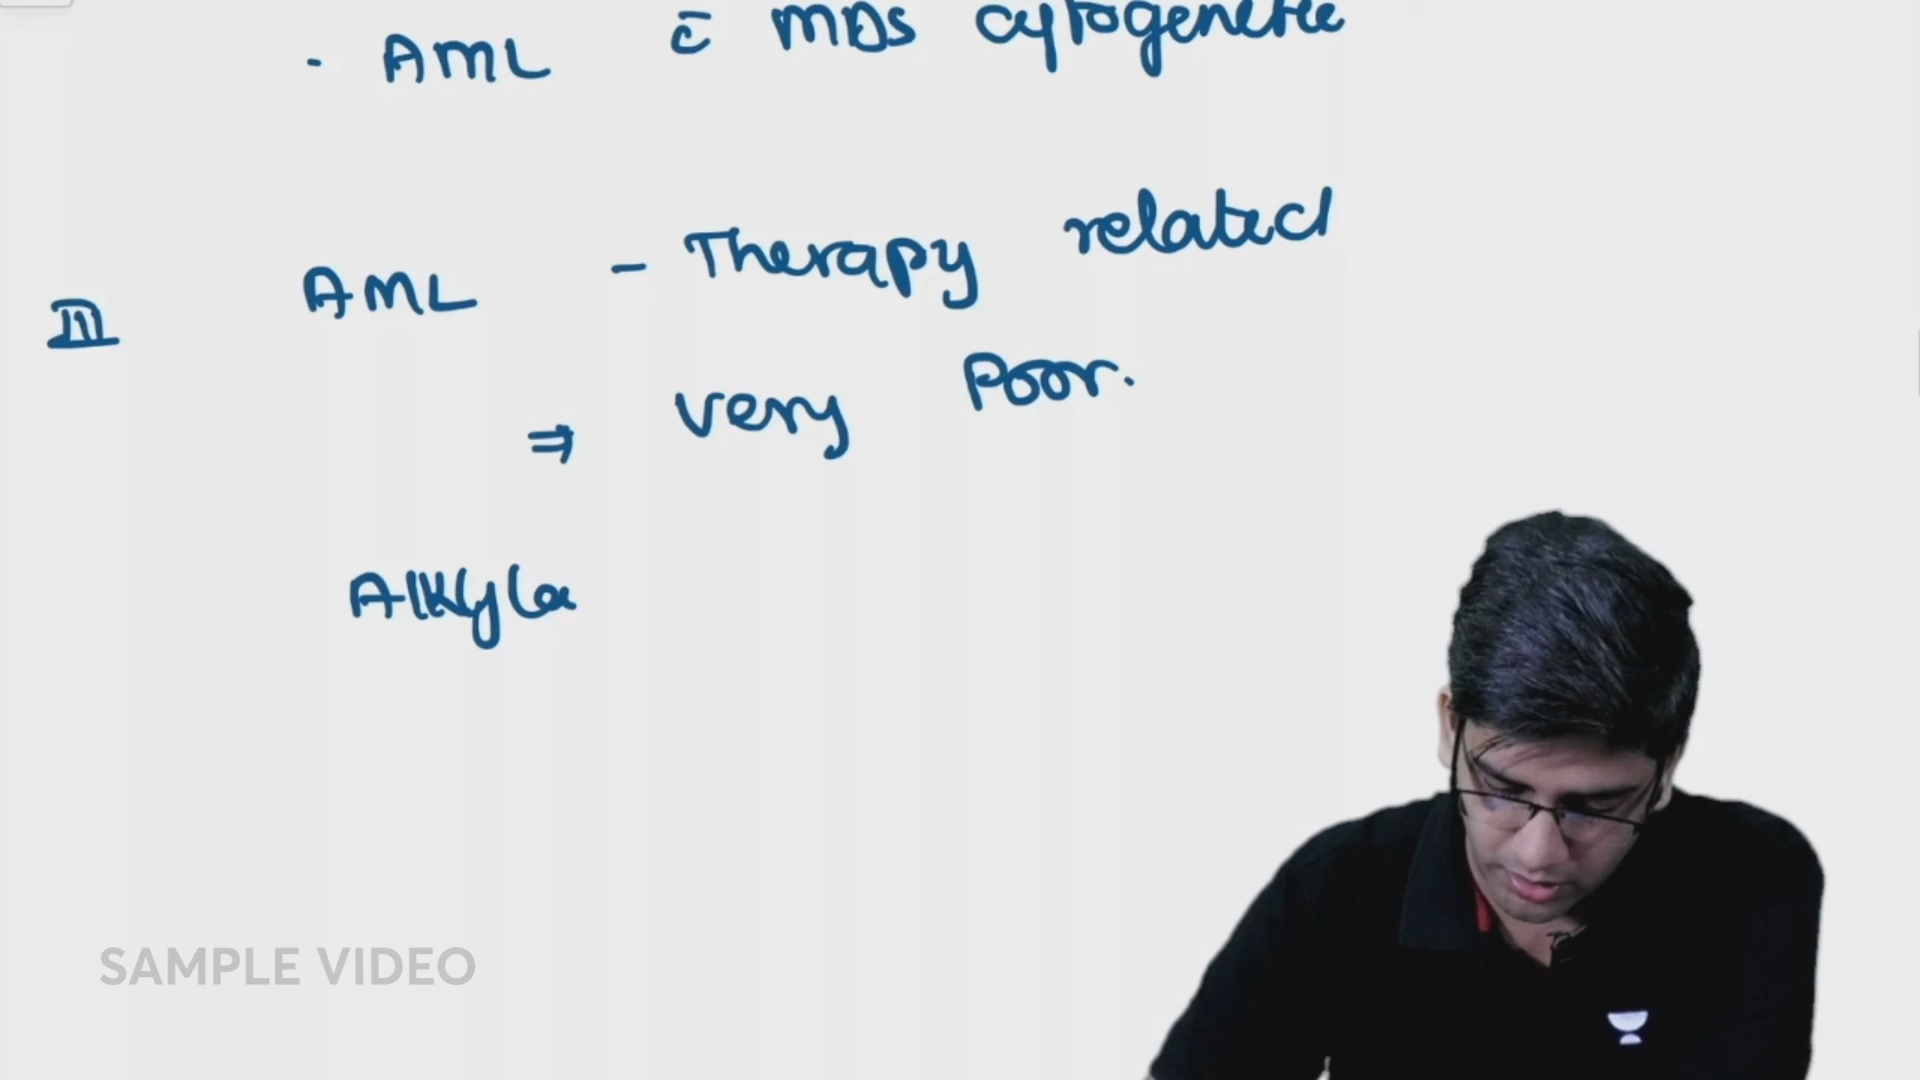 · AML c̄ MDS cytogenetic
III AML - Therapy related
⇒ very Poor.
Alkyla
SAMPLE VIDEO